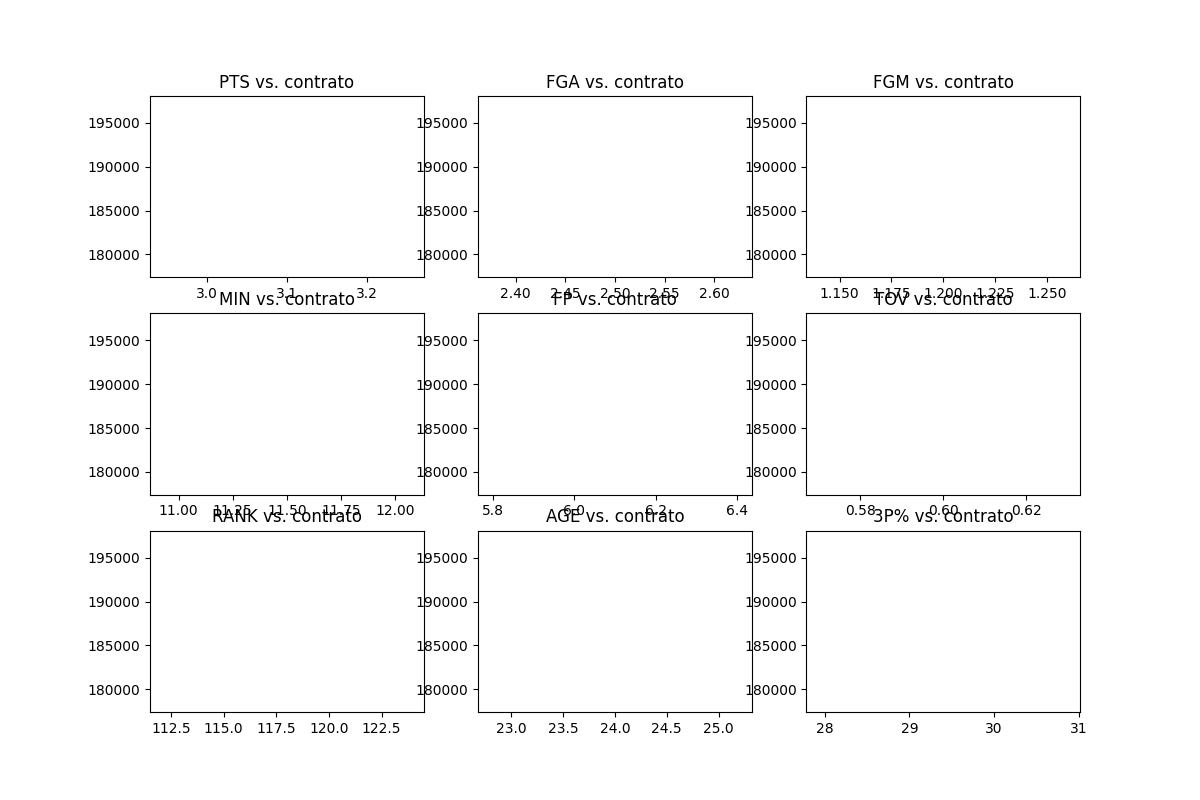 PTS vs. contrato
FGA vs. contrato
FGM vs. contrato
195000
190000
185000
180000
3.0 3.1 3.2
195000
190000
185000
180000
2.40 2.45 2.50 2.55 2.60
195000
190000
185000
180000
1.150 1.175 1.200 1.225 1.250
MIN vs. contrato
FP vs. contrato
TOV vs. contrato
195000
190000
185000
180000
11.00 11.25 11.50 11.75 12.00
195000
190000
185000
180000
5.8 6.0 6.2 6.4
195000
190000
185000
180000
0.58 0.60 0.62
RANK vs. contrato
AGE vs. contrato
3P% vs. contrato
195000
190000
185000
180000
112.5 115.0 117.5 120.0 122.5
195000
190000
185000
180000
23.0 23.5 24.0 24.5 25.0
195000
190000
185000
180000
28 29 30 31